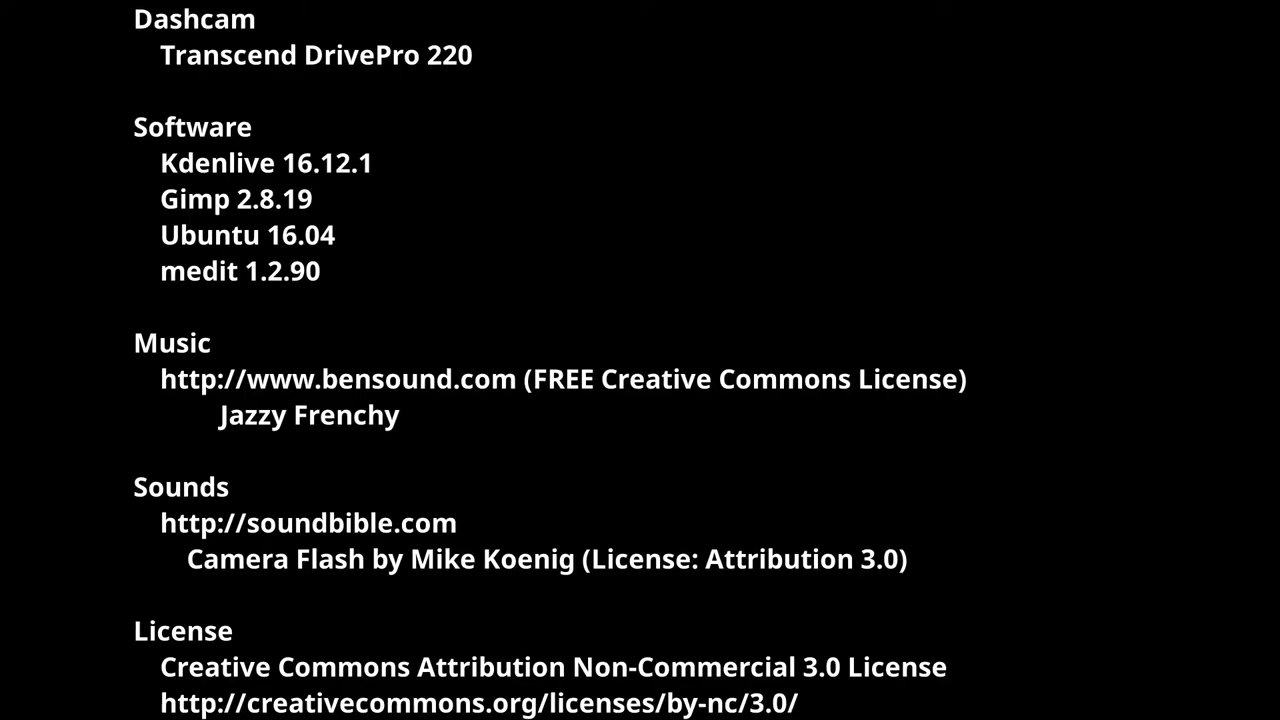 Dashcam
Transcend DrivePro 220
Software
Kdenlive 16.12.1
Gimp 2.8.19
Ubuntu 16.04
medit 1.2.90
Music
http://www.bensound.com (FREE Creative Commons License)
Jazzy Frenchy
Sounds
http://soundbible.com
Camera Flash by Mike Koenig (License: Attribution 3.0)
License
Creative Commons Attribution Non-Commercial 3.0 License
http://creativecommons.org/licenses/by-nc/3.0/